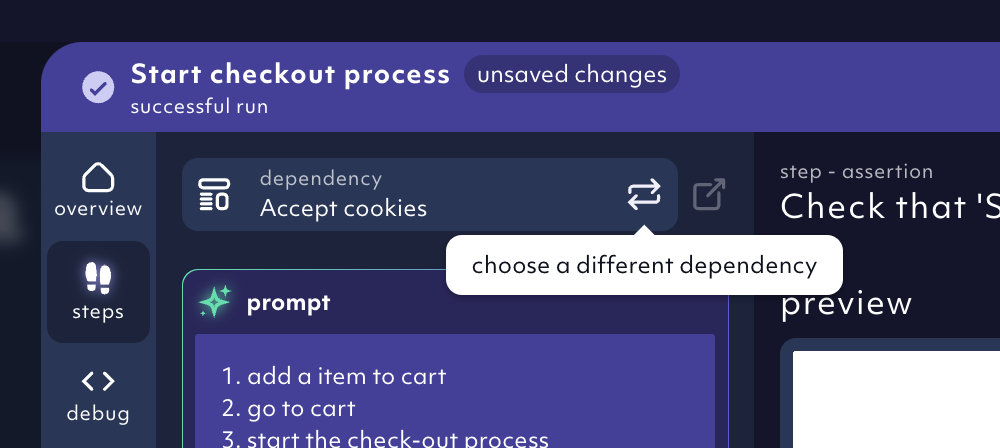 Start checkout process unsaved changes
successful run
overview
steps
debug
dependency
Accept cookies
choose a different dependency
prompt
1. add a item to cart
2. go to cart
3. start the check-out process
step - assertion
Check that 'S
preview